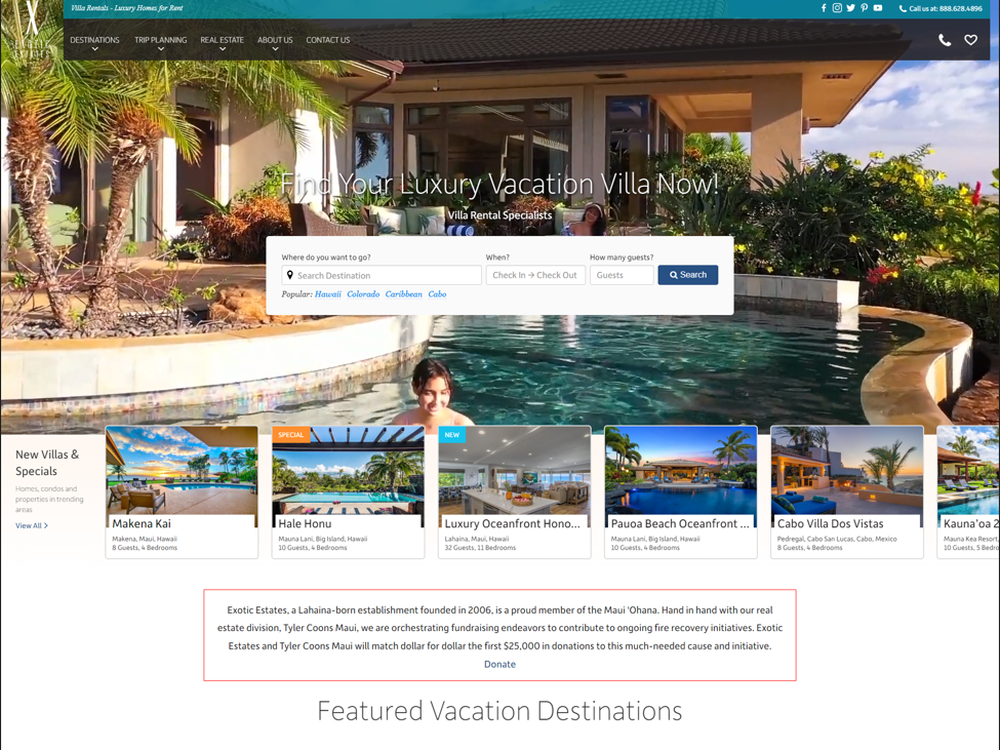 Villa Rentals - Luxury Homes for Rent
Call us at: 888.628.4896
DESTINATIONS TRIP PLANNING REAL ESTATE ABOUT US CONTACT US
Find Your Luxury Vacation Villa Now!
Villa Rental Specialists
Where do you want to go? When? How many guests?
Search Destination Check In → Check Out Guests Search
Popular: Hawaii Colorado Caribbean Cabo
New Villas &
Specials
Homes, condos and
properties in trending
areas
View All >
Makena Kai
Makena, Maui, Hawaii
8 Guests, 4 Bedrooms
SPECIAL
Hale Honu
Mauna Lani, Big Island, Hawaii
10 Guests, 4 Bedrooms
NEW
Luxury Oceanfront Hono...
Lahaina, Maui, Hawaii
32 Guests, 11 Bedrooms
Pauoa Beach Oceanfront ...
Mauna Lani, Big Island, Hawaii
10 Guests, 4 Bedrooms
Cabo Villa Dos Vistas
Pedregal, Cabo San Lucas, Cabo, Mexico
8 Guests, 4 Bedrooms
Kauna'oa 2
Mauna Kea Resort,
10 Guests, 5 Bedro
Exotic Estates, a Lahaina-born establishment founded in 2006, is a proud member of the Maui 'Ohana. Hand in hand with our real
estate division, Tyler Coons Maui, we are orchestrating fundraising endeavors to contribute to ongoing fire recovery initiatives. Exotic
Estates and Tyler Coons Maui will match dollar for dollar the first $25,000 in donations to this much-needed cause and initiative.
Donate
Featured Vacation Destinations